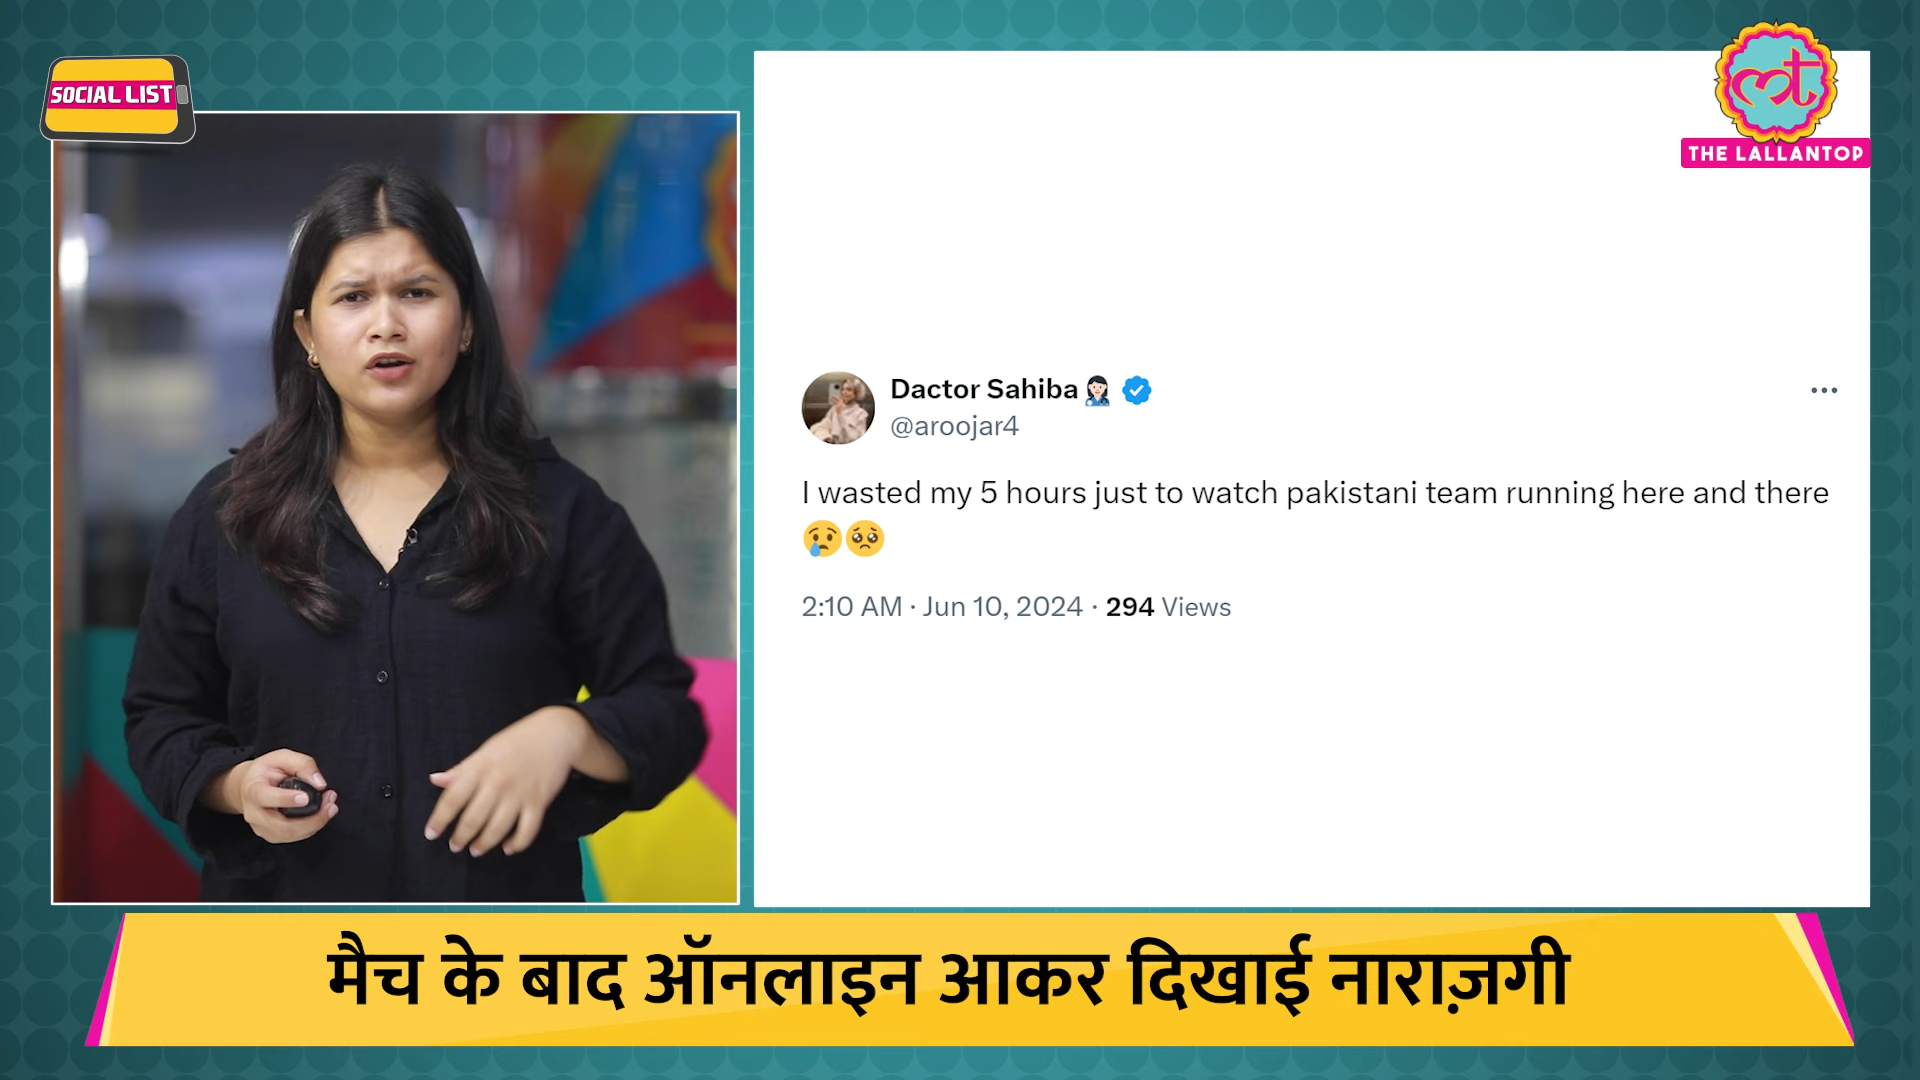 SOCIAL LIST
THE LALLANTOP
Dactor Sahiba
@aroojar4
I wasted my 5 hours just to watch pakistani team running here and there
2:10 AM · Jun 10, 2024 · 294 Views
मैच के बाद ऑनलाइन आकर दिखाई नाराज़गी